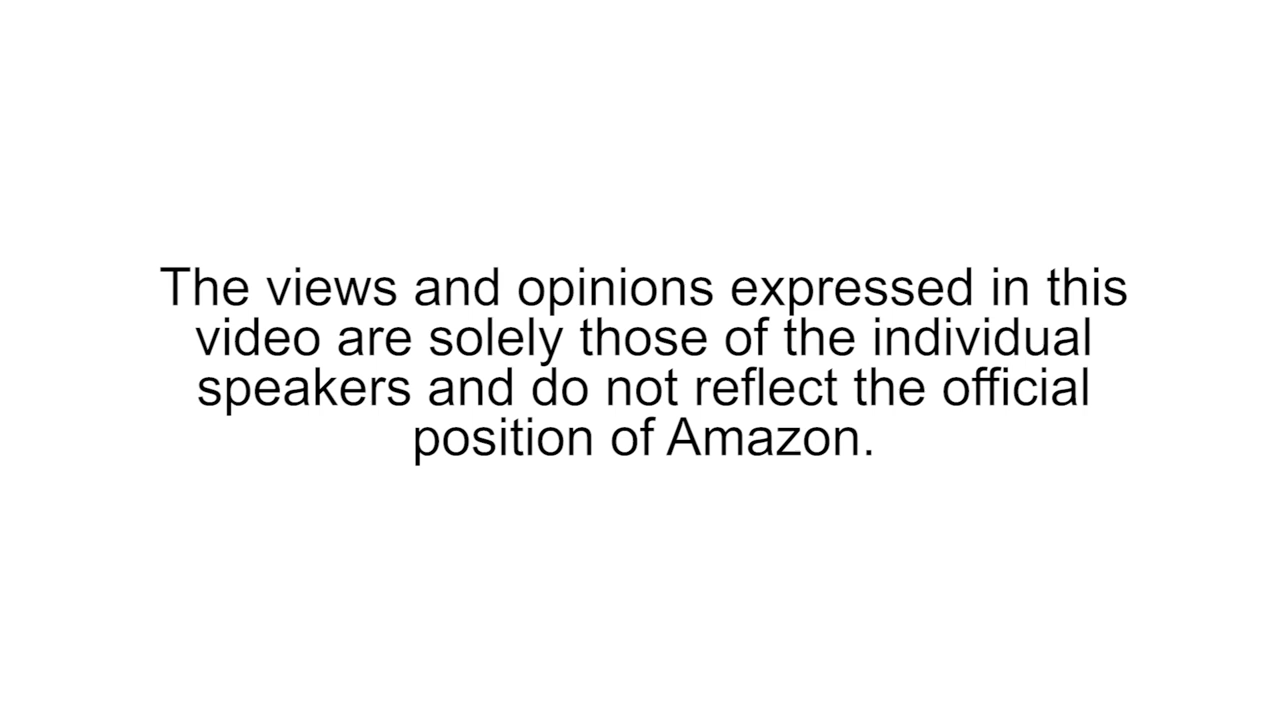 The views and opinions expressed in this
video are solely those of the individual
speakers and do not reflect the official
position of Amazon.